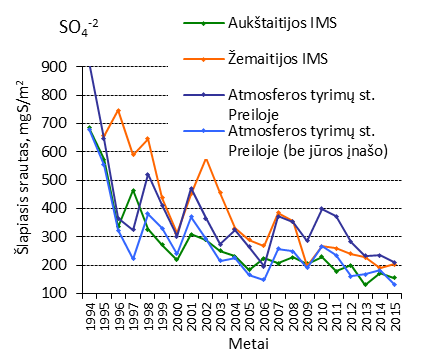 SO₄⁻²
Aukštaitijos IMS
Žemaitijos IMS
Atmosferos tyrimų st.
Preiloje
Atmosferos tyrimų st.
Preiloje (be jūros įnašo)
Šlapiasis srautas, mgS/m²
900
800
700
600
500
400
300
200
100
1994 1995 1996 1997 1998 1999 2000 2001 2002 2003 2004 2005 2006 2007 2008 2009 2010 2011 2012 2013 2014 2015
Metai